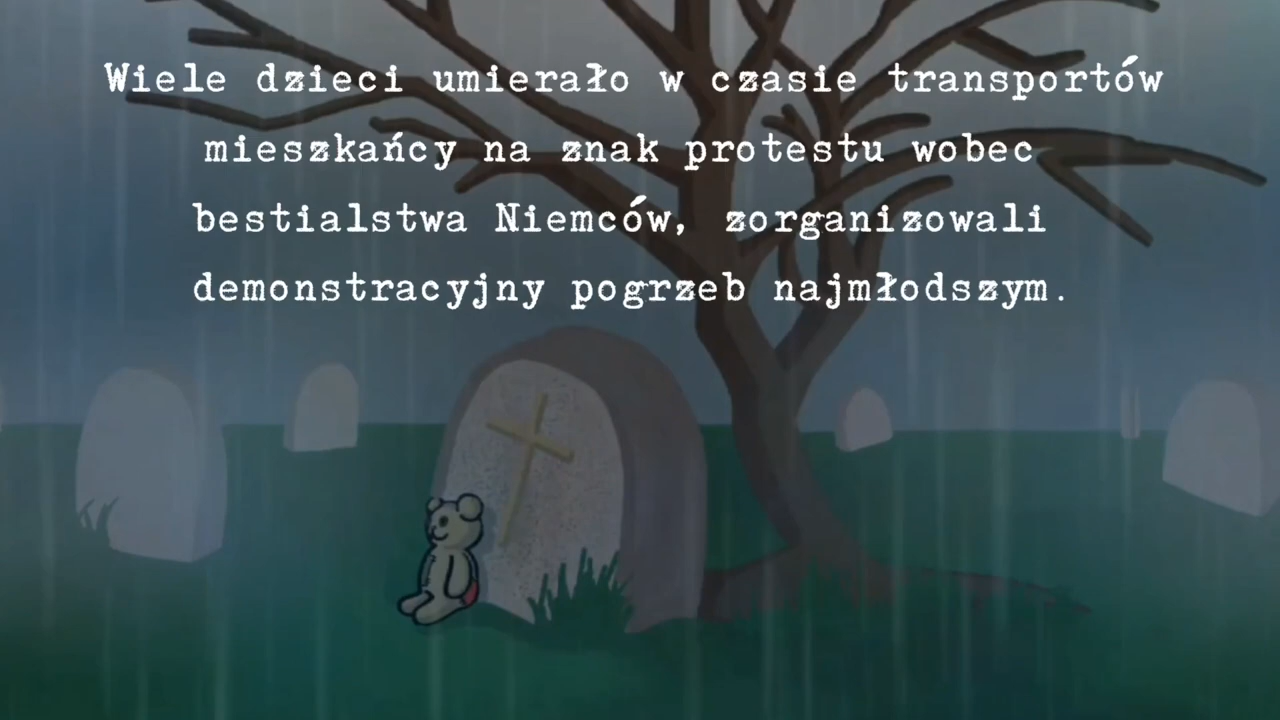 Wiele dzieci umierało w czasie transportów
mieszkańcy na znak protestu wobec
bestialstwa Niemców, zorganizowali
demonstracyjny pogrzeb najmłodszym.